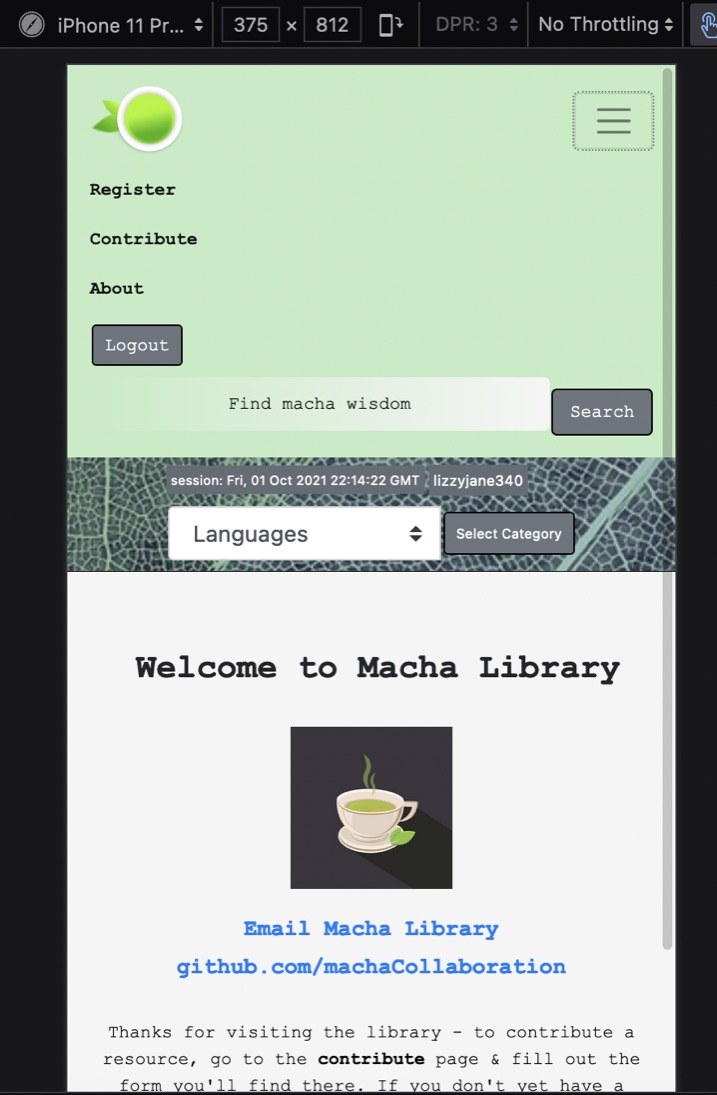 iPhone 11 Pr... 375 × 812 DPR: 3 No Throttling
Register
Contribute
About
Logout
Find macha wisdom Search
session: Fri, 01 Oct 2021 22:14:22 GMT lizzyjane340
Languages Select Category
Welcome to Macha Library
Email Macha Library
github.com/machaCollaboration
Thanks for visiting the library - to contribute a
resource, go to the contribute page & fill out the
form you'll find there. If you don't yet have a